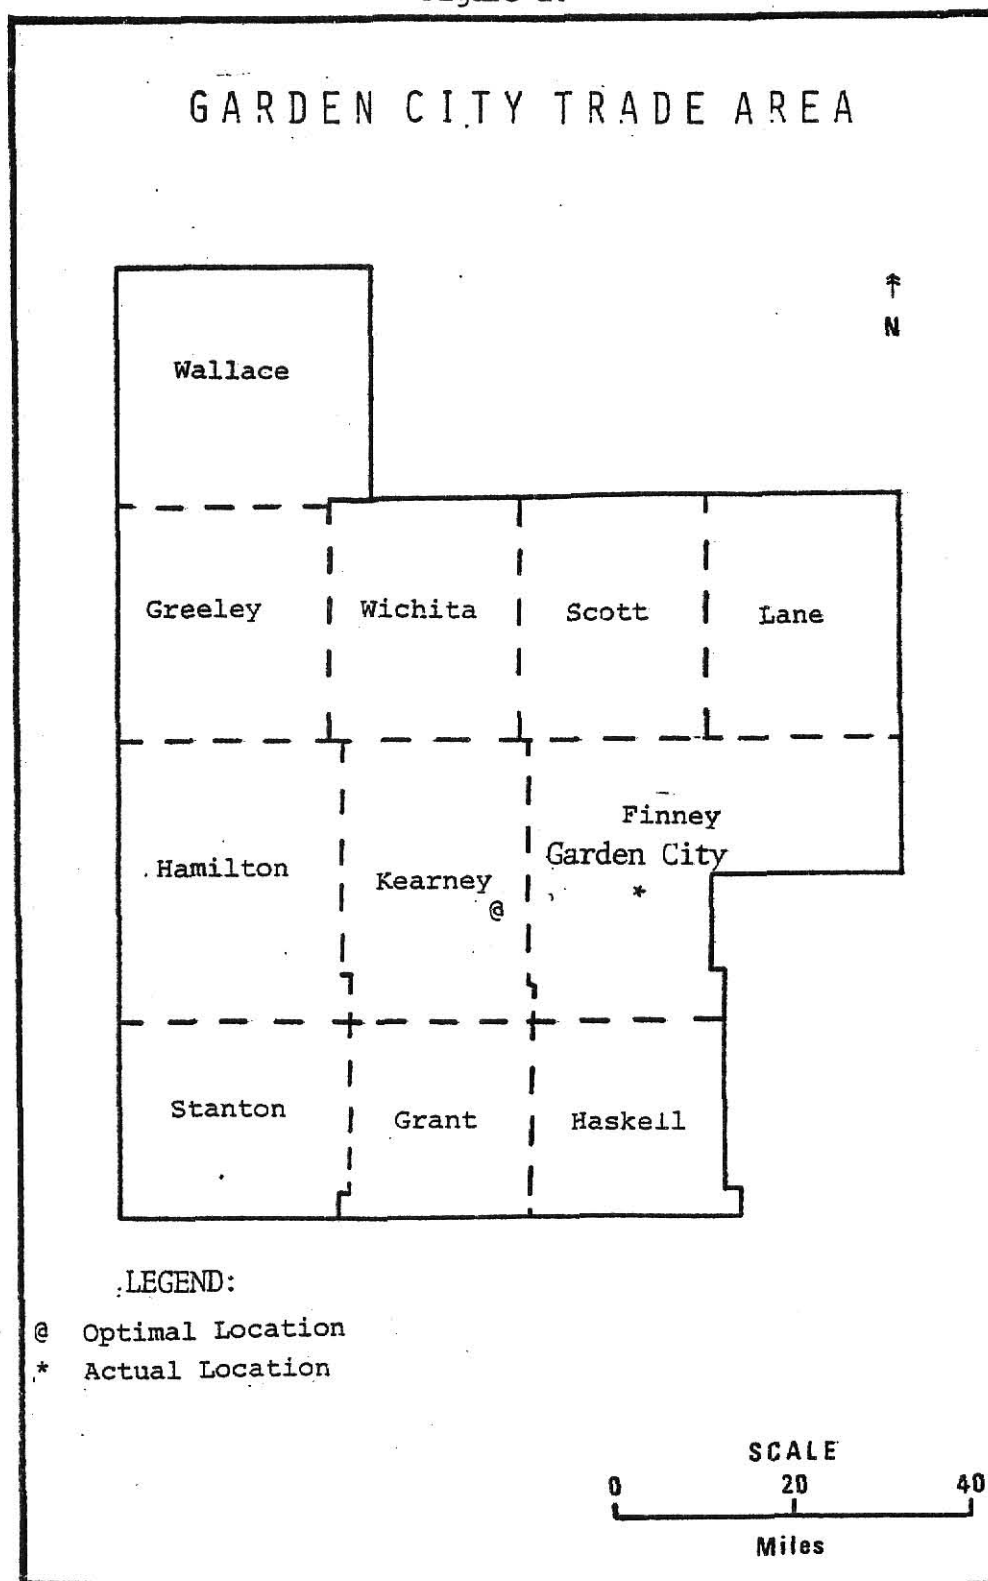 GARDEN CITY TRADE AREA
N
Wallace
Greeley Wichita Scott Lane
Finney
Garden City
*
Hamilton
Kearney
@
Stanton Grant Haskell
LEGEND:
@ Optimal Location
* Actual Location
SCALE
0 20 40
Miles